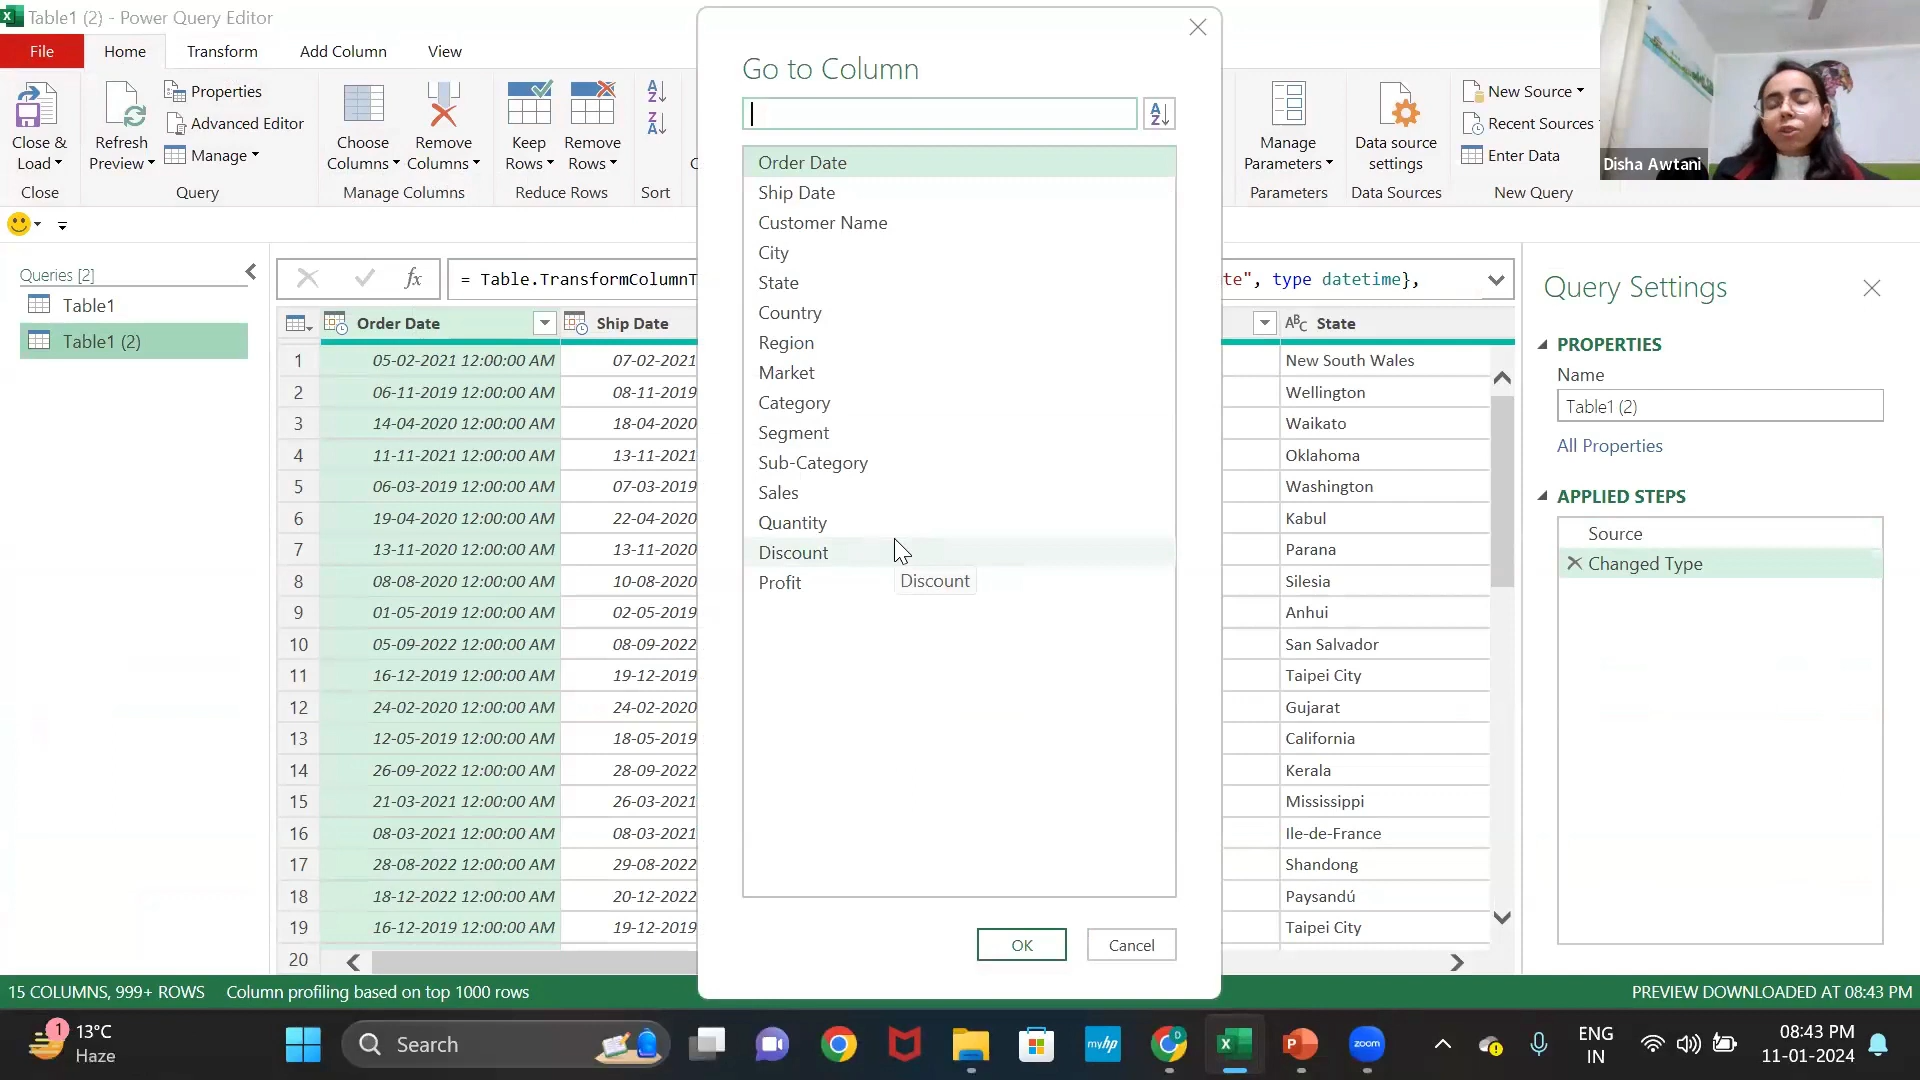 Table1 (2) - Power Query Editor
File
Home
Transform
Add Column
View
Close &
Load
Close
Refresh
Preview
Properties
Advanced Editor
Manage
Query
Choose
Columns
Remove
Columns
Manage Columns
Keep
Rows
Remove
Rows
Reduce Rows
Sort
Manage
Parameters
Parameters
Data source
settings
Data Sources
New Source
Recent Sources
Enter Data
New Query
Disha Awtani
Queries [2]
Table1
Table1 (2)
fx
= Table.TransformColumnT
te", type datetime},
Order Date
Ship Date
State
1 05-02-2021 12:00:00 AM 07-02-2021 New South Wales
2 06-11-2019 12:00:00 AM 08-11-2019 Wellington
3 14-04-2020 12:00:00 AM 18-04-2020 Waikato
4 11-11-2021 12:00:00 AM 13-11-2021 Oklahoma
5 06-03-2019 12:00:00 AM 07-03-2019 Washington
6 19-04-2020 12:00:00 AM 22-04-2020 Kabul
7 13-11-2020 12:00:00 AM 13-11-2020 Parana
8 08-08-2020 12:00:00 AM 10-08-2020 Silesia
9 01-05-2019 12:00:00 AM 02-05-2019 Anhui
10 05-09-2022 12:00:00 AM 08-09-2022 San Salvador
11 16-12-2019 12:00:00 AM 19-12-2019 Taipei City
12 24-02-2020 12:00:00 AM 24-02-2020 Gujarat
13 12-05-2019 12:00:00 AM 18-05-2019 California
14 26-09-2022 12:00:00 AM 28-09-2022 Kerala
15 21-03-2021 12:00:00 AM 26-03-2021 Mississippi
16 08-03-2021 12:00:00 AM 08-03-2021 Ile-de-France
17 28-08-2022 12:00:00 AM 29-08-2022 Shandong
18 18-12-2022 12:00:00 AM 20-12-2022 Paysandú
19 16-12-2019 12:00:00 AM 19-12-2019 Taipei City
20
Go to Column
Order Date
Ship Date
Customer Name
City
State
Country
Region
Market
Category
Segment
Sub-Category
Sales
Quantity
Discount
Profit
Discount
OK
Cancel
Query Settings
PROPERTIES
Name
Table1 (2)
All Properties
APPLIED STEPS
Source
Changed Type
15 COLUMNS, 999+ ROWS
Column profiling based on top 1000 rows
PREVIEW DOWNLOADED AT 08:43 PM
1
13°C
Haze
Search
myhp
zoom
ENG
IN
08:43 PM
11-01-2024